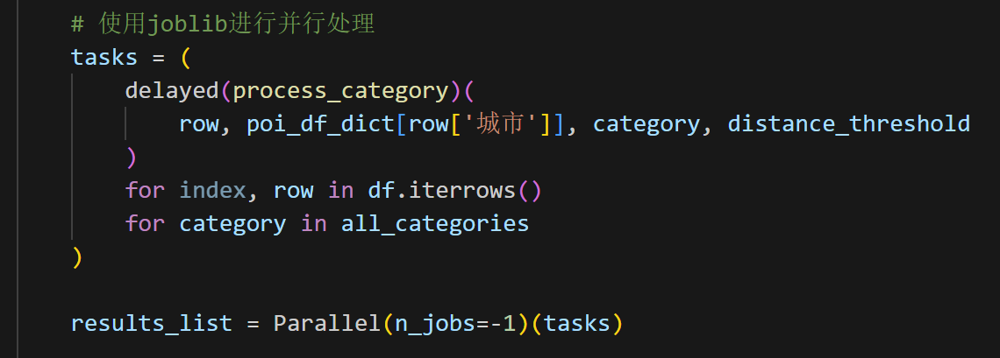 # 使用joblib进行并行处理
tasks = (
    delayed(process_category)(
        row, poi_df_dict[row['城市']], category, distance_threshold
    )
    for index, row in df.iterrows()
    for category in all_categories
)
results_list = Parallel(n_jobs=-1)(tasks)